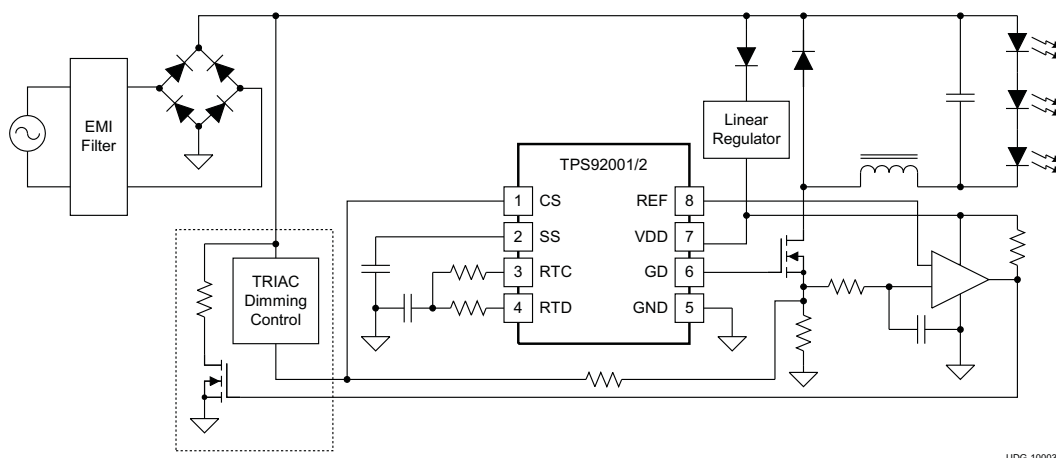 EMI
Filter
Linear
Regulator
TPS92001/2
1 CS
REF 8
2 SS
VDD 7
3 RTC
GD 6
4 RTD
GND 5
TRIAC
Dimming
Control
UDG-10003